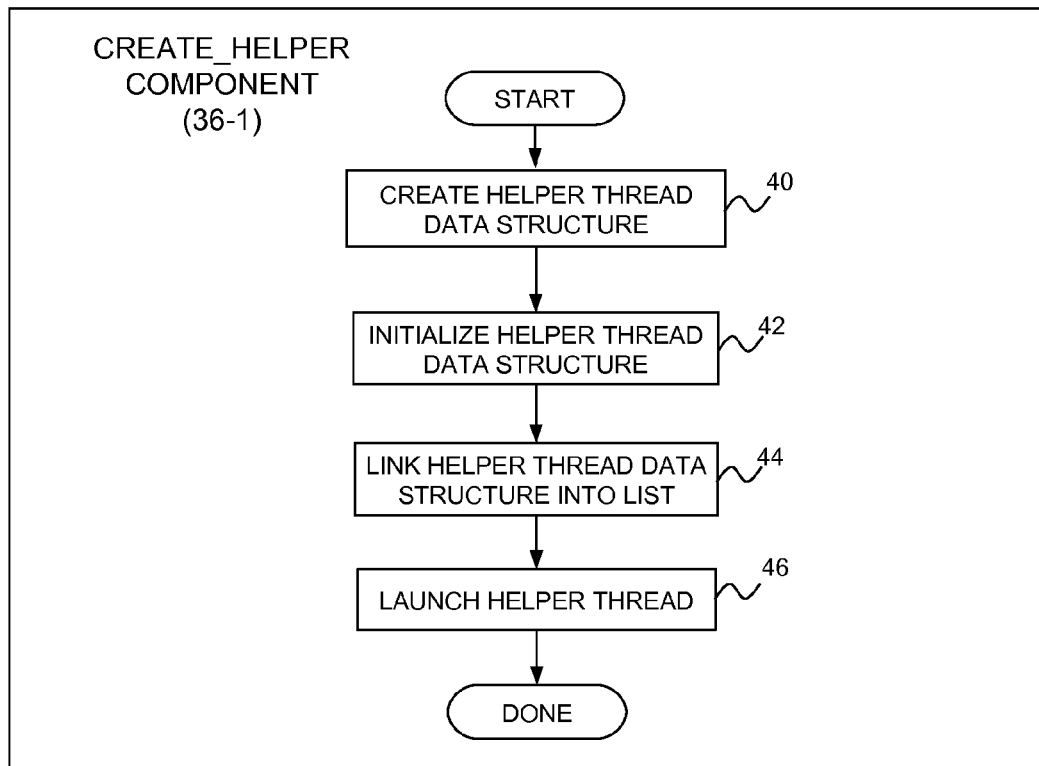 CREATE_HELPER
COMPONENT
(36-1)
START
CREATE HELPER THREAD
DATA STRUCTURE
40
INITIALIZE HELPER THREAD
DATA STRUCTURE
42
LINK HELPER THREAD DATA
STRUCTURE INTO LIST
44
LAUNCH HELPER THREAD
46
DONE